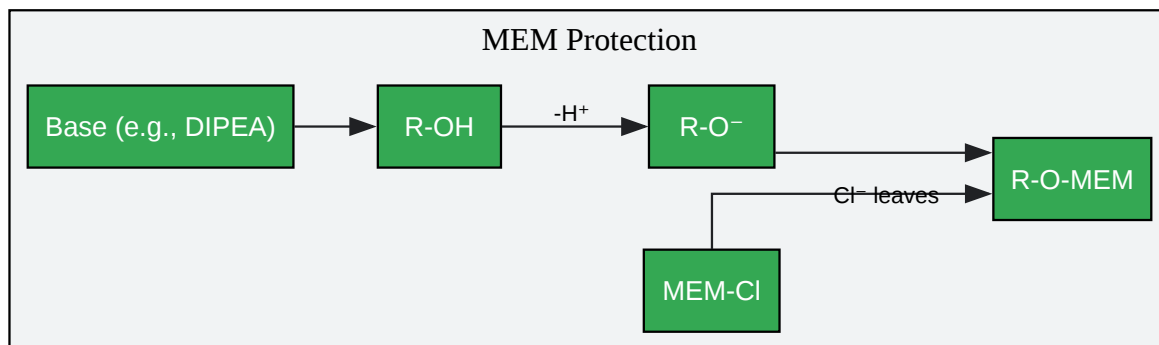 MEM Protection
Base (e.g., DIPEA)
R-OH
-H⁺
R-O⁻
R-O-MEM
Cl⁻ leaves
MEM-Cl